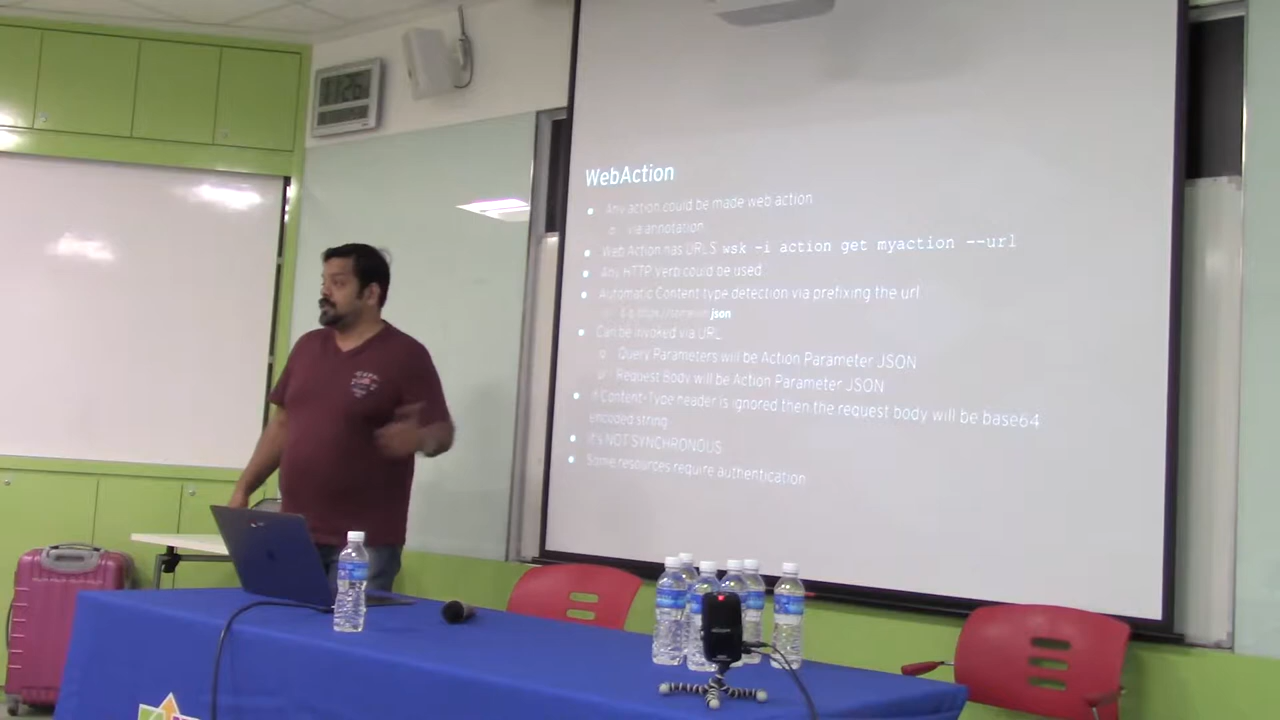 WebAction
Any action could be made web action
via annotation
Web Action has URLS wsk -i action get myaction --url
Any HTTP Verb could be used
Automatic Content type detection via prefixing the url
json
Can be invoked via URL
Query Parameters will be Action Parameter JSON
Request Body will be Action Parameter JSON
If Content-Type header is ignored then the request body will be base64
encoded string
It's NOT SYNCHRONOUS
Some resources require authentication